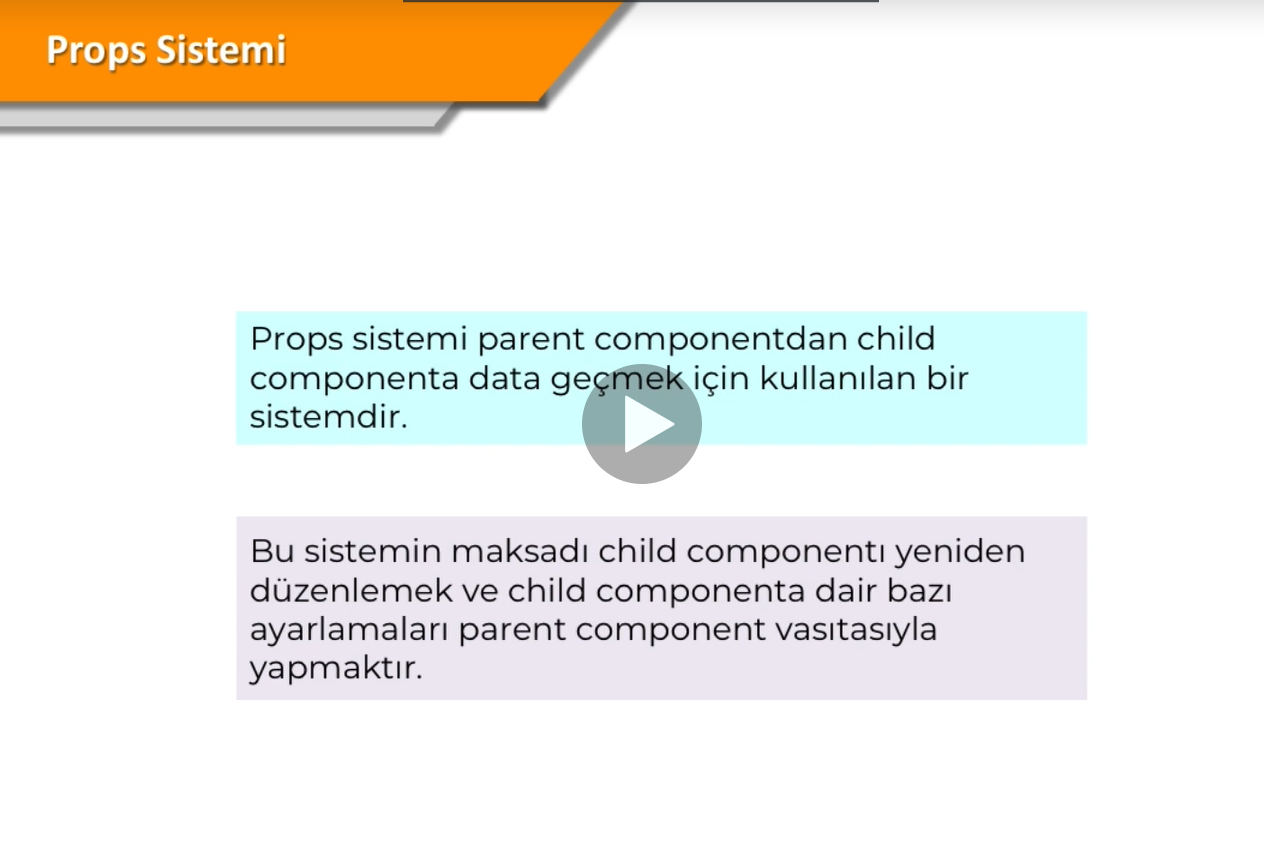 Props Sistemi
Props sistemi parent componentdan child
componenta data geçmek için kullanılan bir
sistemdir.
Bu sistemin maksadı child componentı yeniden
düzenlemek ve child componenta dair bazı
ayarlamaları parent component vasıtasıyla
yapmaktır.